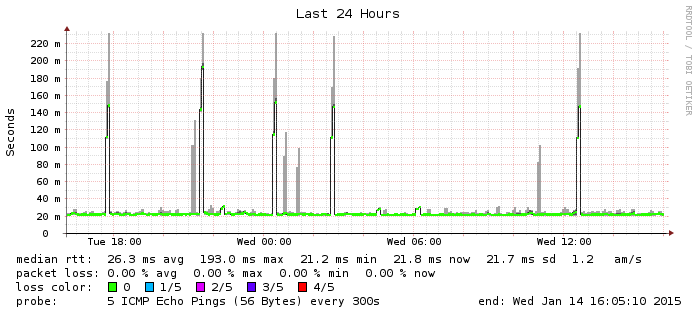 Last 24 Hours
RRDTOOL / TOBI OETIKER
Seconds
220 m
200 m
180 m
160 m
140 m
120 m
100 m
80 m
60 m
40 m
20 m
0
Tue 18:00 Wed 00:00 Wed 06:00 Wed 12:00
median rtt: 26.3 ms avg 193.0 ms max 21.2 ms min 21.8 ms now 21.7 ms sd 1.2 am/s
packet loss: 0.00 % avg 0.00 % max 0.00 % min 0.00 % now
loss color: 0 1/5 2/5 3/5 4/5
probe: 5 ICMP Echo Pings (56 Bytes) every 300s end: Wed Jan 14 16:05:10 2015